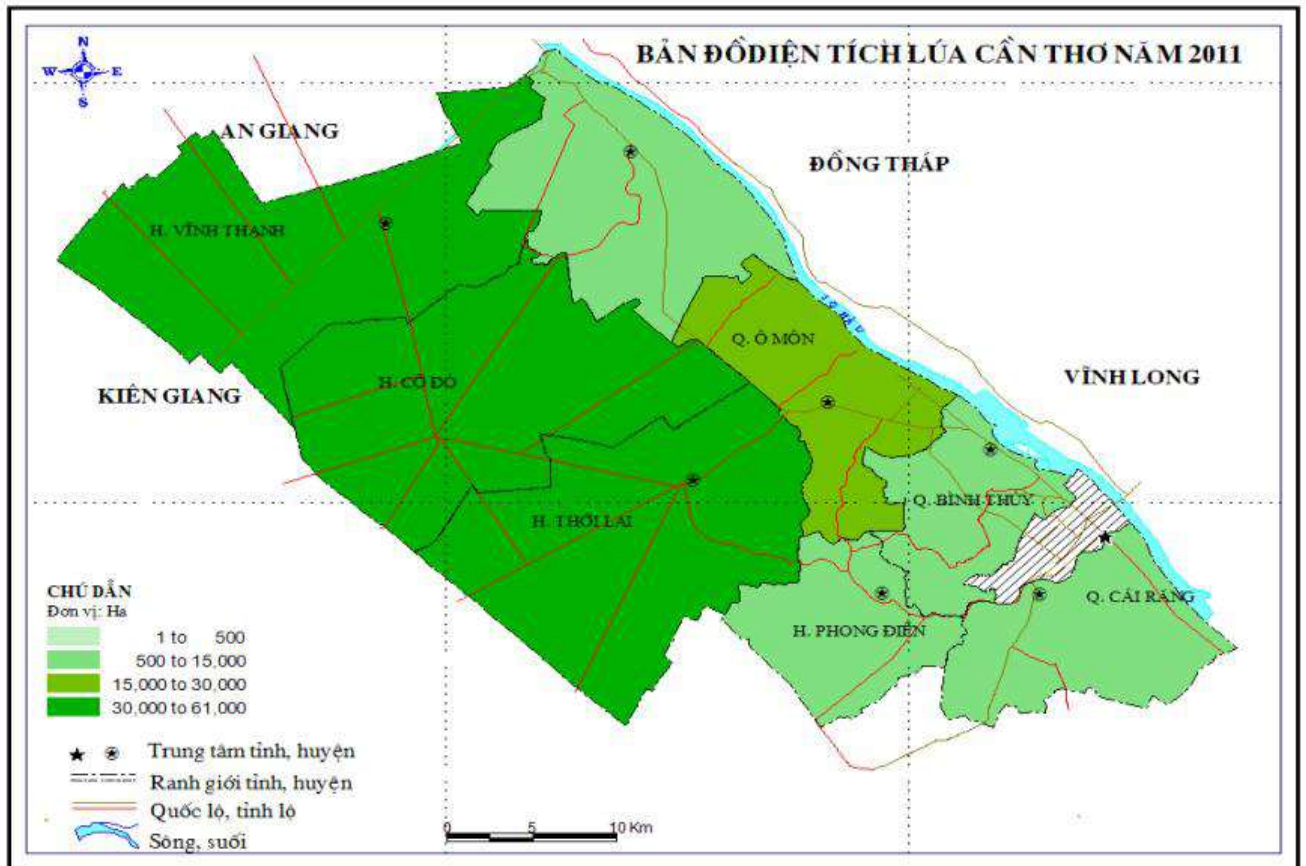 BẢN ĐỒDIỆN TÍCH LÚA CẦN THƠ NĂM 2011
N
W E
S
AN GIANG
ĐỒNG THÁP
H. VĨNH THẠNH
Q. Ô MÔN
VĨNH LONG
H. CỜ ĐỎ
KIÊN GIANG
Q. BÌNH THỦY
H. THỚI LAI
Q. CÁI RĂNG
H. PHONG ĐIỀN
CHÚ DẪN
Đơn vị: Ha
1 to 500
500 to 15,000
15,000 to 30,000
30,000 to 61,000
Trung tâm tỉnh, huyện
Ranh giới tỉnh, huyện
Quốc lộ, tỉnh lộ
Sông, suối
0 5 10 Km